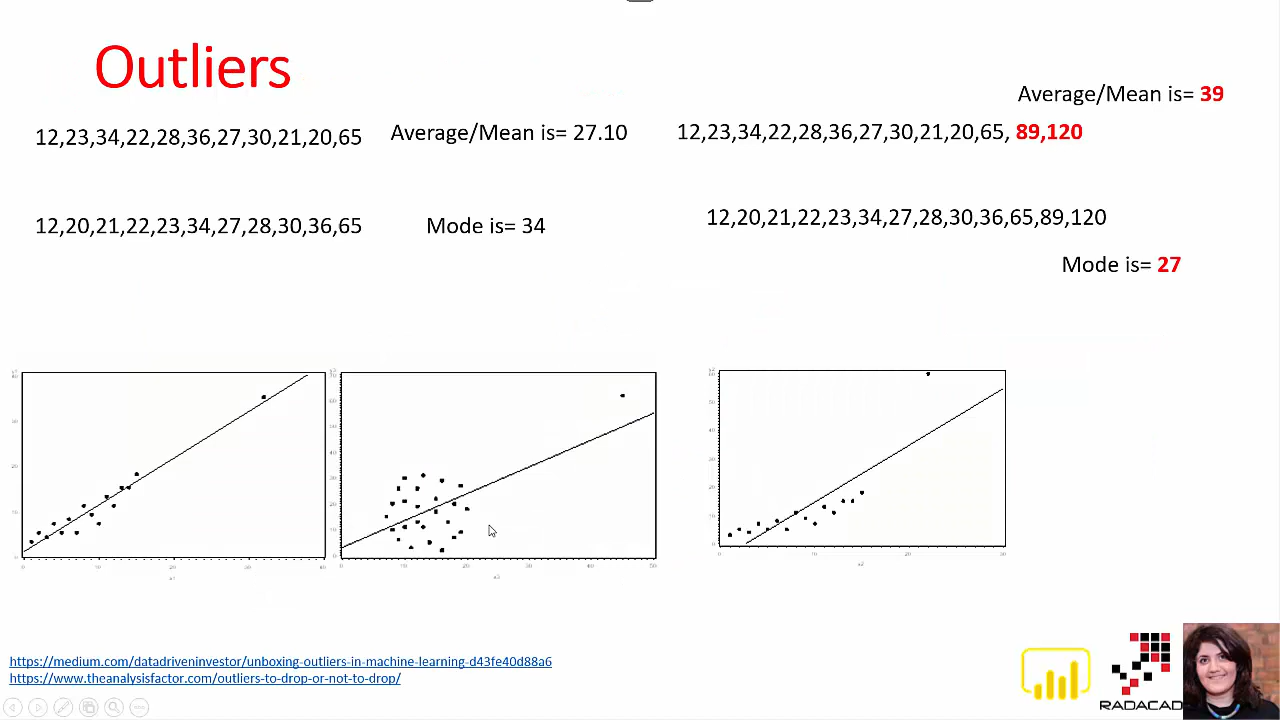 Outliers
Average/Mean is= 39
12,23,34,22,28,36,27,30,21,20,65
Average/Mean is= 27.10
12,23,34,22,28,36,27,30,21,20,65, 89,120
12,20,21,22,23,34,27,28,30,36,65
Mode is= 34
12,20,21,22,23,34,27,28,30,36,65,89,120
Mode is= 27
https://medium.com/datadriveninvestor/unboxing-outliers-in-machine-learning-d43fe40d88a6
https://www.theanalysisfactor.com/outliers-to-drop-or-not-to-drop/
RADACAD